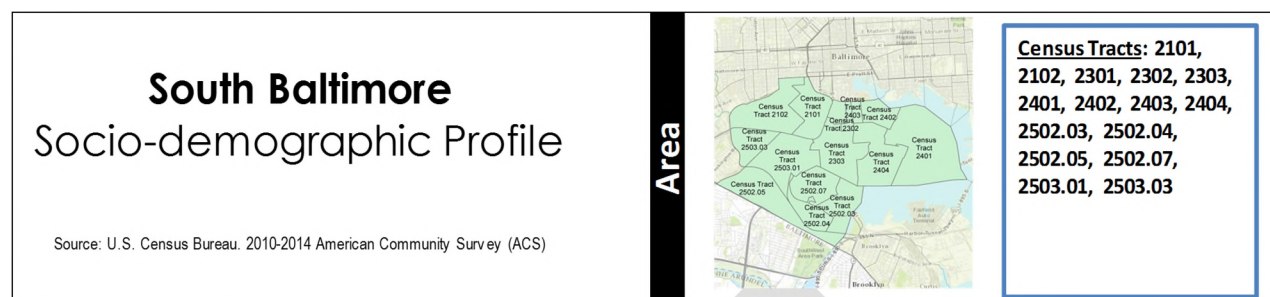 South Baltimore
Socio-demographic Profile
Source: U.S. Census Bureau. 2010-2014 American Community Survey (ACS)
Area
Baltimore
Census
Tract 2102
Census
Tract
2101
Census
Tract
2403
Census
Tract 2402
Census
Tract 2302
Census
Tract
2503.03
Census
Tract
2503.01
Census
Tract
2303
Census
Tract
2404
Census
Tract
2401
Census Tract
2502.05
Census
Tract
2502.07
Census
Tract
2502.03
Census
Tract
2502.04
BALTIMORE
Brooklyn
Brooklyn
Census Tracts: 2101,
2102, 2301, 2302, 2303,
2401, 2402, 2403, 2404,
2502.03, 2502.04,
2502.05, 2502.07,
2503.01, 2503.03